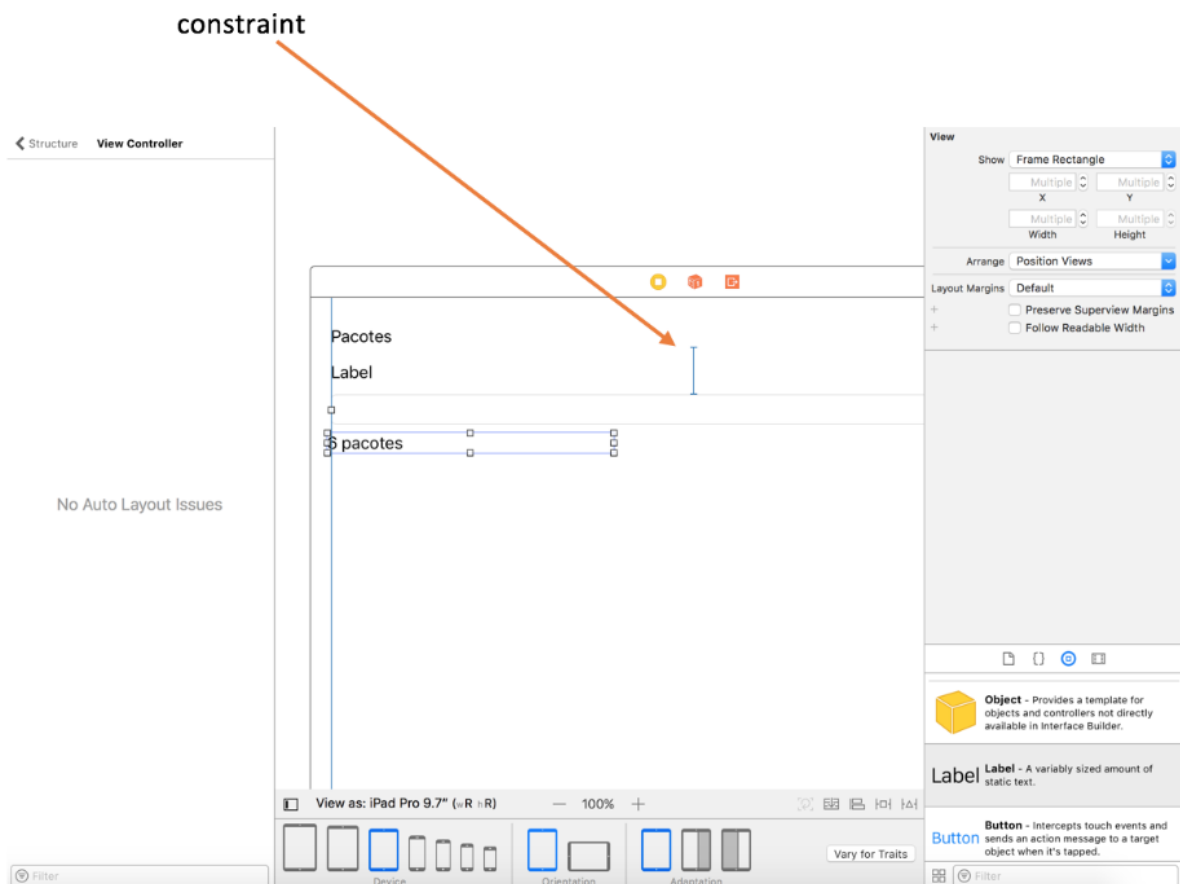 constraint
Structure
View Controller
No Auto Layout Issues
Filter
Pacotes
Label
6 pacotes
View as: iPad Pro 9.7" (wR hR)
— 100% +
Device
Orientation
Adaptation
Vary for Traits
View
Show Frame Rectangle
Multiple Multiple
X Y
Multiple Multiple
Width Height
Arrange Position Views
Layout Margins Default
+ Preserve Superview Margins
+ Follow Readable Width
{}
Object - Provides a template for
objects and controllers not directly
available in Interface Builder.
Label
Label - A variably sized amount of
static text.
Button
Button - Intercepts touch events and
sends an action message to a target
object when it's tapped.
Filter